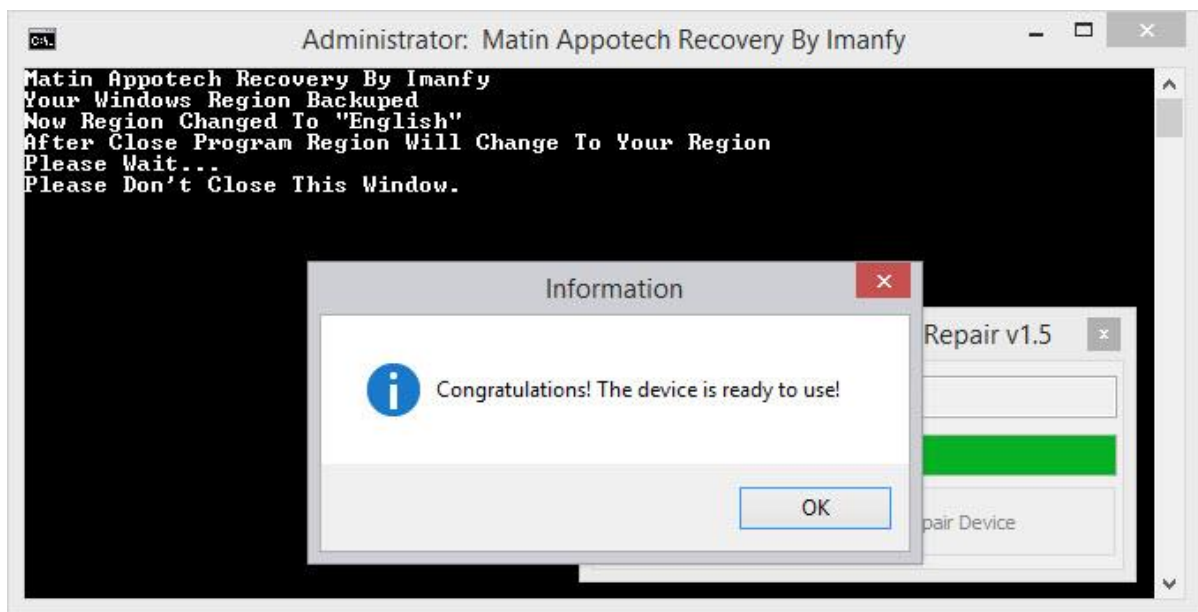 Administrator: Matin Appotech Recovery By Imanfy
Matin Appotech Recovery By Imanfy
Your Windows Region Backuped
Now Region Changed To "English"
After Close Program Region Will Change To Your Region
Please Wait...
Please Don't Close This Window.
Information
Congratulations! The device is ready to use!
OK
Repair v1.5
pair Device